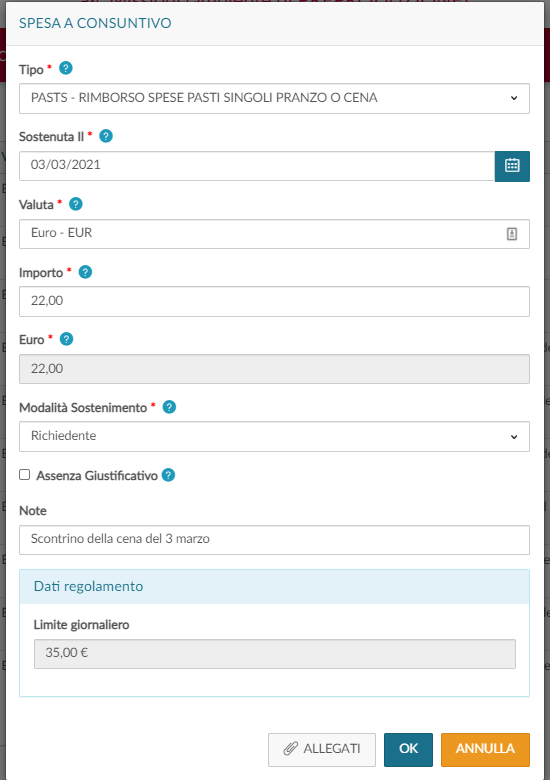 SPESA A CONSUNTIVO
Tipo * ?
PASTS - RIMBORSO SPESE PASTI SINGOLI PRANZO O CENA
Sostenuta Il * ?
03/03/2021
Valuta * ?
Euro - EUR
Importo * ?
22,00
Euro * ?
22,00
Modalità Sostenimento * ?
Richiedente
Assenza Giustificativo ?
Note
Scontrino della cena del 3 marzo
Dati regolamento
Limite giornaliero
35,00 €
ALLEGATI OK ANNULLA